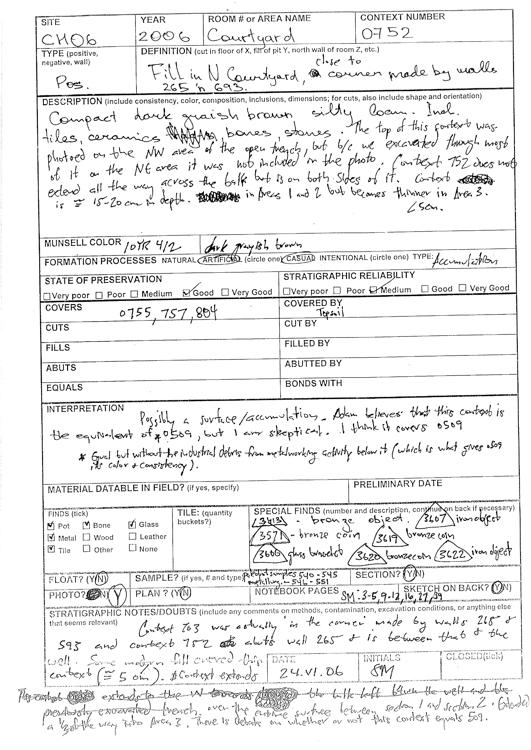 SITE YEAR ROOM # or AREA NAME CONTEXT NUMBER
CH06 2006 Courtyard 0752
TYPE (positive, negative, wall) DEFINITION (cut in floor of X, fill of pit Y, north wall of room Z, etc.)
Pos. Fill in N Courtyard, close to corner made by walls
265 n 693.
DESCRIPTION (include consistency, color, composition, inclusions, dimensions; for cuts, also include shape and orientation)
Compact dark graish brown silty loam. Incl.
tiles, ceramics bones, stones. The top of this context was
photoed on the NW area of the open trench, but b/c we excavated through most
of it on the NE area it was not included in the photo. Context 752 does not
extend all the way across the balk but is on both sides of it. Context
is ≅ 15-20 cm in depth. in Areas 1 and 2 but becomes thinner in Area 3.
<5cm.
MUNSELL COLOR 10YR 4/2 dark grayish brown
FORMATION PROCESSES NATURAL ARTIFICIAL (circle one) CASUAL INTENTIONAL (circle one) TYPE: Accumulation
STATE OF PRESERVATION STRATIGRAPHIC RELIABILITY
Very poor Poor Medium Good Very Good Very poor Poor Medium Good Very Good
COVERS 0755, 757, 804 COVERED BY Topsoil
CUTS CUT BY
FILLS FILLED BY
ABUTS ABUTTED BY
EQUALS BONDS WITH
INTERPRETATION
Possibly a surface/accumulation - Adam believes that this context is
the equivalent of *0509, but I am skeptical. I think it covers 0509
* Equal but without the industrial debris from metalworking activity below it (which is what gives 0509
its color & consistency).
MATERIAL DATABLE IN FIELD? (if yes, specify) PRELIMINARY DATE
FINDS (tick) TILE: (quantity buckets?) SPECIAL FINDS (number and description, continue on back if necessary)
Pot Bone Glass
Metal Wood Leather
Tile Other None
bronze object 3607 iron object
3571 - bronze coin 3617 bronze coin
glass bracelet 3620 bronze coin 3622 iron object
FLOAT? (Y/N) SAMPLE? (if yes, # and type) samples 540-545 546-551 SECTION? (Y/N)
PHOTO? Y PLAN? (Y/N) NOTEBOOK PAGES SM: 3-5, 9-12, 16, 27, 39 SKETCH ON BACK? (Y/N)
STRATIGRAPHIC NOTES/DOUBTS (include any comments on methods, contamination, excavation conditions, or anything else that seems relevant)
Context 703 was actually in the corner made by walls 265 &
593 and context 752 abuts wall 265 & is between that & the
well. Some modern fill covered this
context (≅ 5 cm). Context extends
DATE 24.VI.06 INITIALS SM CLOSED (tick)
This context extends to the W towards the balk left between the well and the
previously excavated trench, over the entire surface between section 1 and section 2. Extends
a 1/3 of the way into Area 3. There is debate on whether or not this context equals 509.